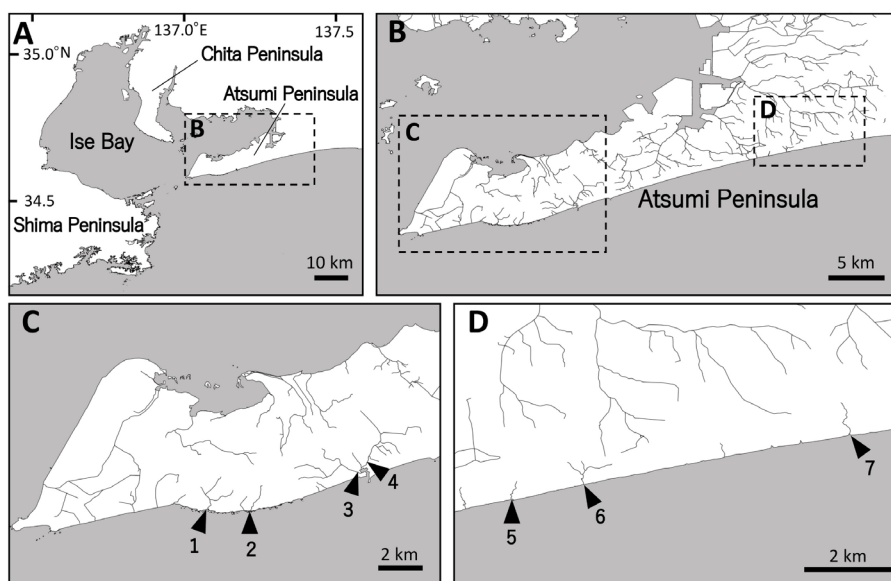 A
137.0°E
137.5
35.0°N
Chita Peninsula
Atsumi Peninsula
B
Ise Bay
34.5
Shima Peninsula
10 km
B
D
C
Atsumi Peninsula
5 km
C
1
2
3
4
2 km
D
5
6
7
2 km